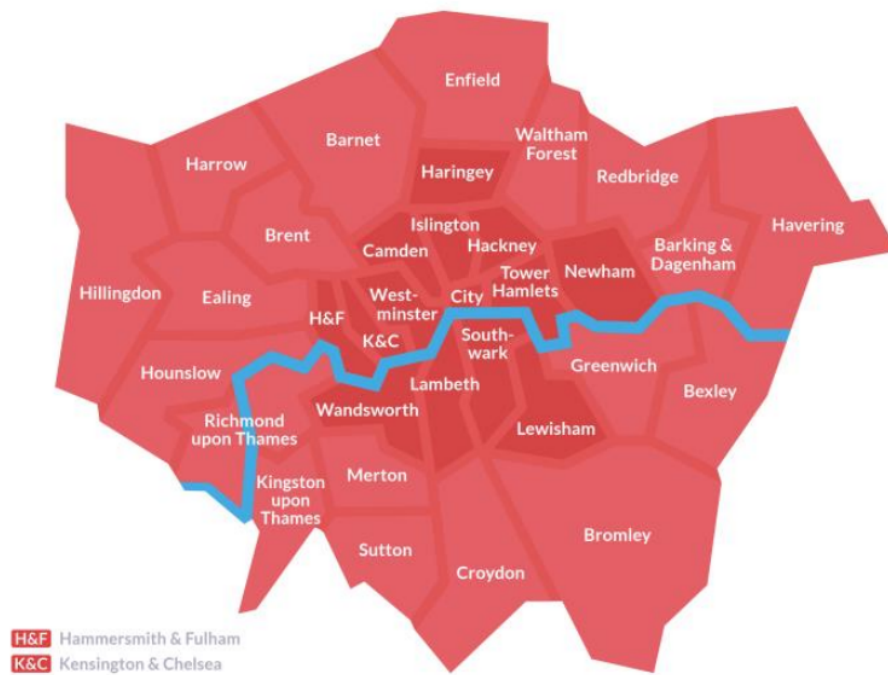 Enfield
Waltham
Forest
Barnet
Harrow
Haringey
Redbridge
Havering
Islington
Brent
Camden
Hackney
Barking &
Dagenham
Newham
Tower
Hamlets
Hillingdon
Ealing
West-
minster
City
H&F
K&C
South-
wark
Hounslow
Greenwich
Lambeth
Bexley
Wandsworth
Richmond
upon Thames
Lewisham
Merton
Kingston
upon
Thames
Bromley
Sutton
Croydon
H&F Hammersmith & Fulham
K&C Kensington & Chelsea